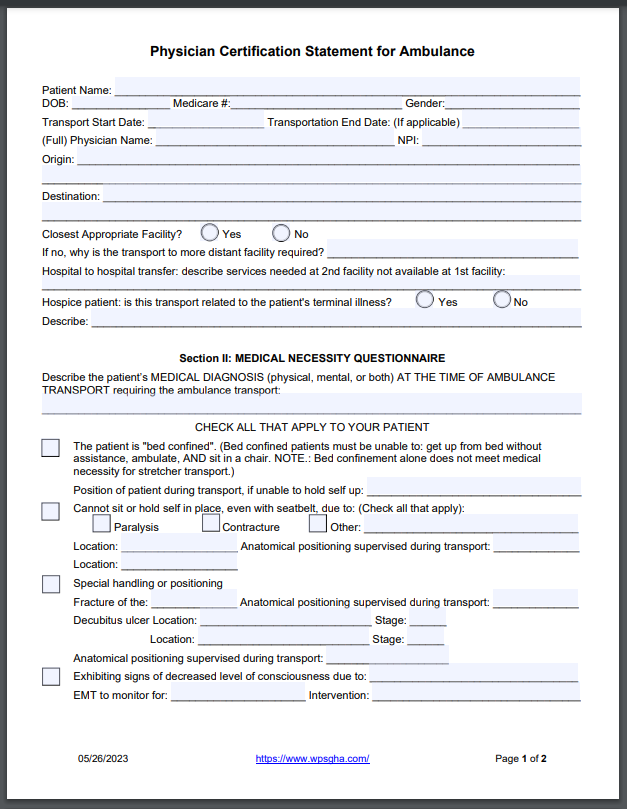 Physician Certification Statement for Ambulance
Patient Name:
DOB: Medicare #: Gender:
Transport Start Date: Transportation End Date: (If applicable)
(Full) Physician Name: NPI:
Origin:
Destination:
Closest Appropriate Facility? Yes No
If no, why is the transport to more distant facility required?
Hospital to hospital transfer: describe services needed at 2nd facility not available at 1st facility:
Hospice patient: is this transport related to the patient's terminal illness? Yes No
Describe:
Section II: MEDICAL NECESSITY QUESTIONNAIRE
Describe the patient's MEDICAL DIAGNOSIS (physical, mental, or both) AT THE TIME OF AMBULANCE
TRANSPORT requiring the ambulance transport:
CHECK ALL THAT APPLY TO YOUR PATIENT
The patient is "bed confined". (Bed confined patients must be unable to: get up from bed without
assistance, ambulate, AND sit in a chair. NOTE.: Bed confinement alone does not meet medical
necessity for stretcher transport.)
Position of patient during transport, if unable to hold self up:
Cannot sit or hold self in place, even with seatbelt, due to: (Check all that apply):
Paralysis Contracture Other:
Location: Anatomical positioning supervised during transport:
Location:
Special handling or positioning
Fracture of the: Anatomical positioning supervised during transport:
Decubitus ulcer Location: Stage:
Location: Stage:
Anatomical positioning supervised during transport:
Exhibiting signs of decreased level of consciousness due to:
EMT to monitor for: Intervention:
05/26/2023 https://www.wpsgha.com/ Page 1 of 2